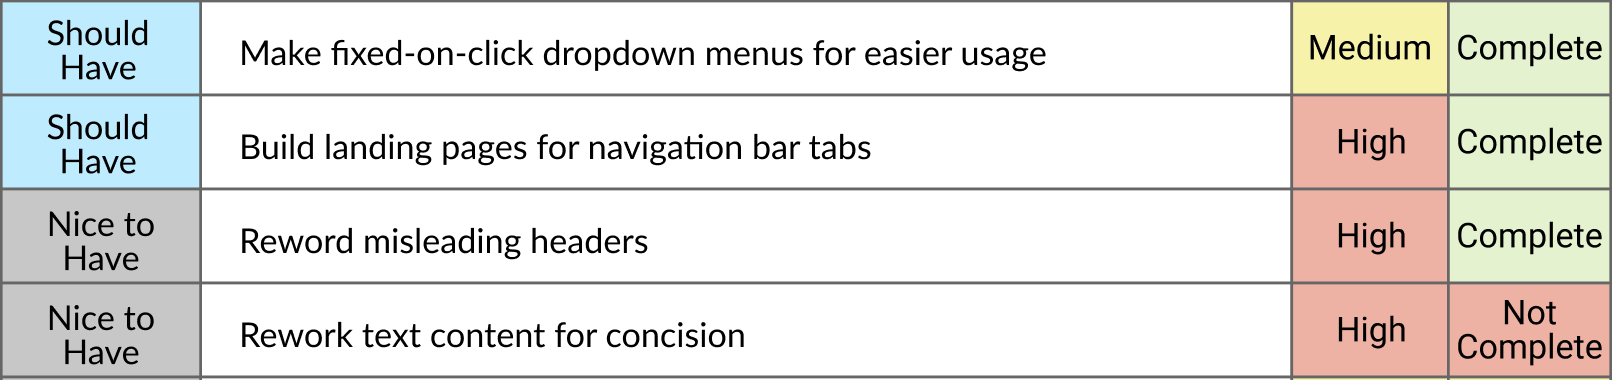 Should
Have
Make fixed-on-click dropdown menus for easier usage
Medium
Complete
Should
Have
Build landing pages for navigation bar tabs
High
Complete
Nice to
Have
Reword misleading headers
High
Complete
Nice to
Have
Rework text content for concision
High
Not
Complete